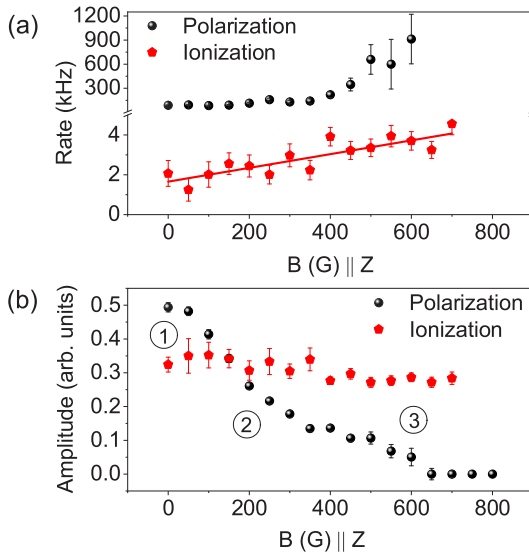 (a)
Polarization
Ionization
Rate (kHz)
1200
900
600
300
4
2
0
0 200 400 600 800
B (G) || Z
(b)
Polarization
Ionization
Amplitude (arb. units)
0.5
0.4
0.3
0.2
0.1
0.0
1
2
3
0 200 400 600 800
B (G) || Z